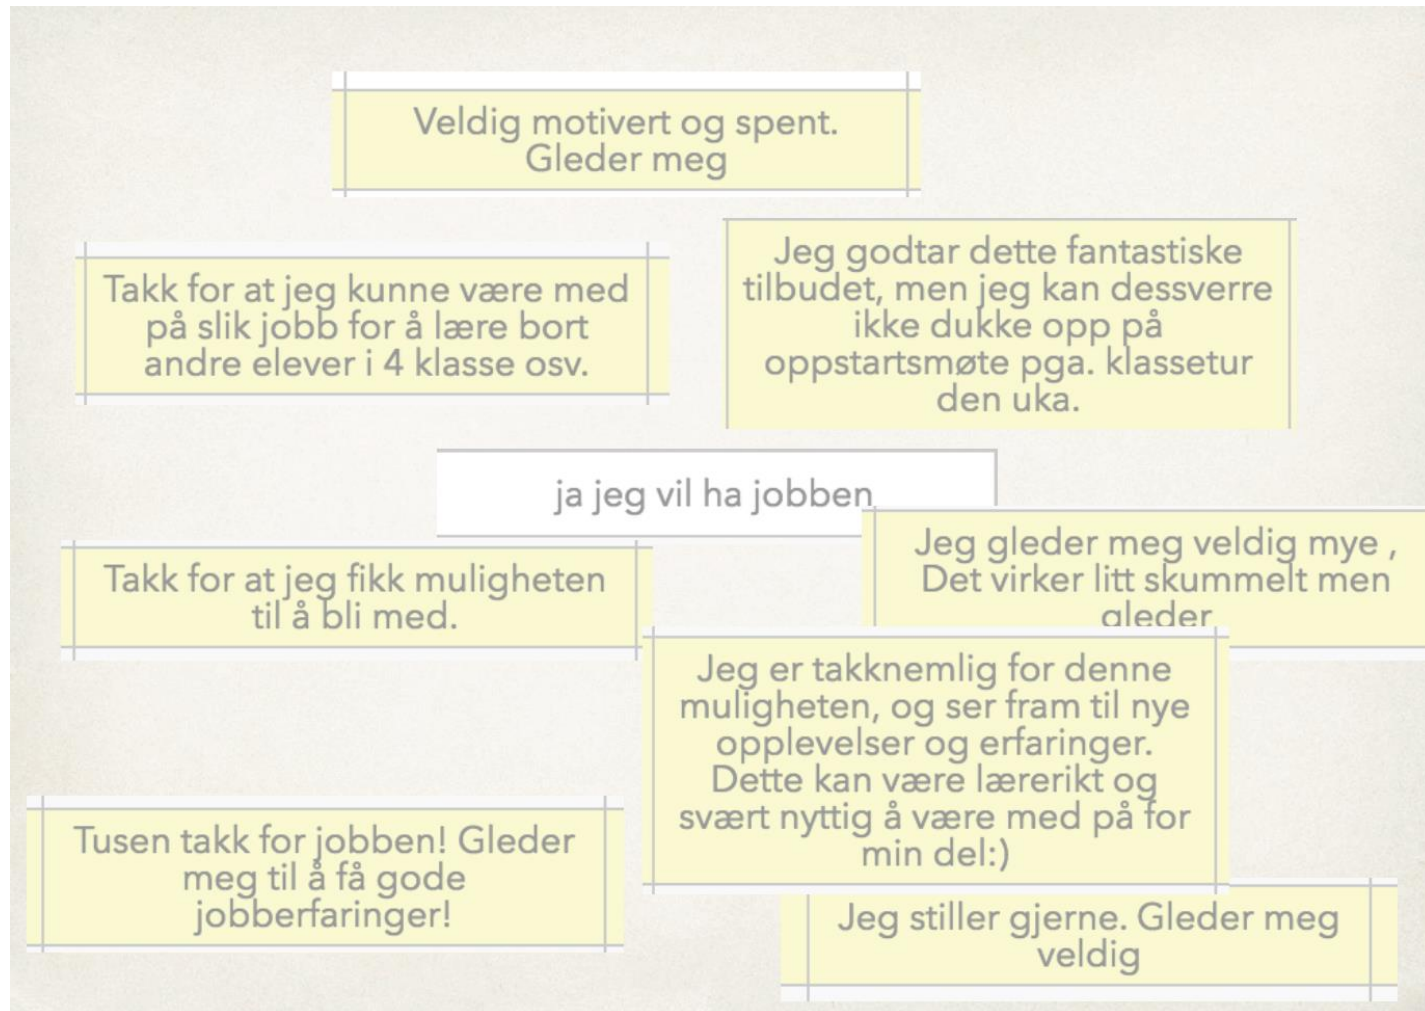 Veldig motivert og spent.
Gleder meg
Takk for at jeg kunne være med
på slik jobb for å lære bort
andre elever i 4 klasse osv.
Jeg godtar dette fantastiske
tilbudet, men jeg kan dessverre
ikke dukke opp på
oppstartsmøte pga. klassetur
den uka.
ja jeg vil ha jobben
Takk for at jeg fikk muligheten
til å bli med.
Jeg gleder meg veldig mye ,
Det virker litt skummelt men
gleder
Jeg er takknemlig for denne
muligheten, og ser fram til nye
opplevelser og erfaringer.
Dette kan være lærerikt og
svært nyttig å være med på for
min del:)
Tusen takk for jobben! Gleder
meg til å få gode
jobberfaringer!
Jeg stiller gjerne. Gleder meg
veldig